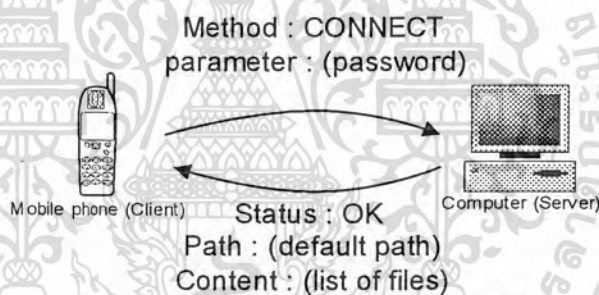 Method : CONNECT
parameter : (password)
Mobile phone (Client)
Computer (Server)
Status : OK
Path : (default path)
Content : (list of files)